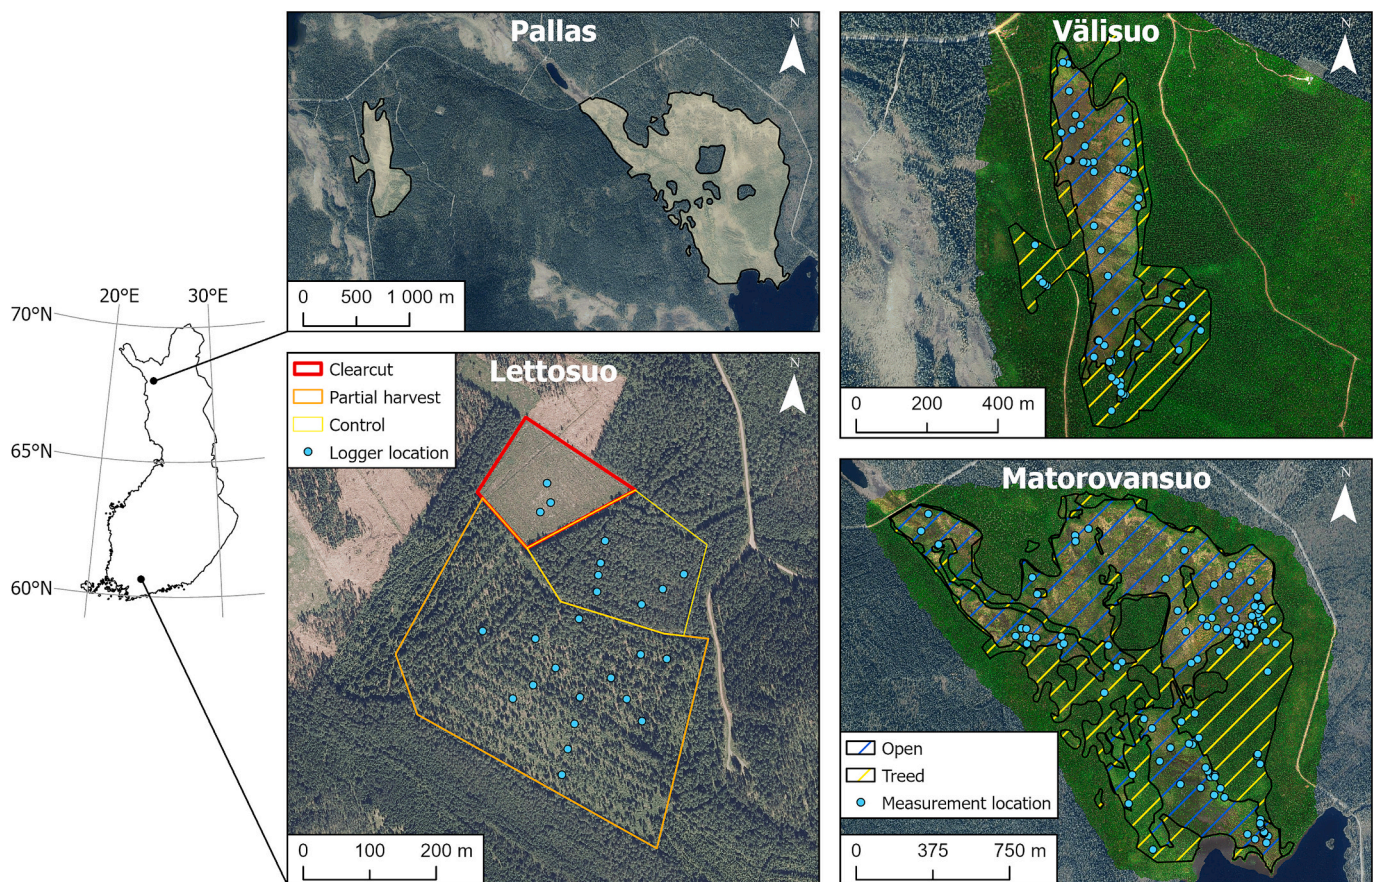 20°E
30°E
70°N
65°N
60°N
Pallas
N
0
500
1 000 m
Clearcut
Partial harvest
Control
Logger location
Lettosuo
N
0
100
200 m
Välisuo
N
0
200
400 m
Matorovansuo
N
Open
Treed
Measurement location
0
375
750 m